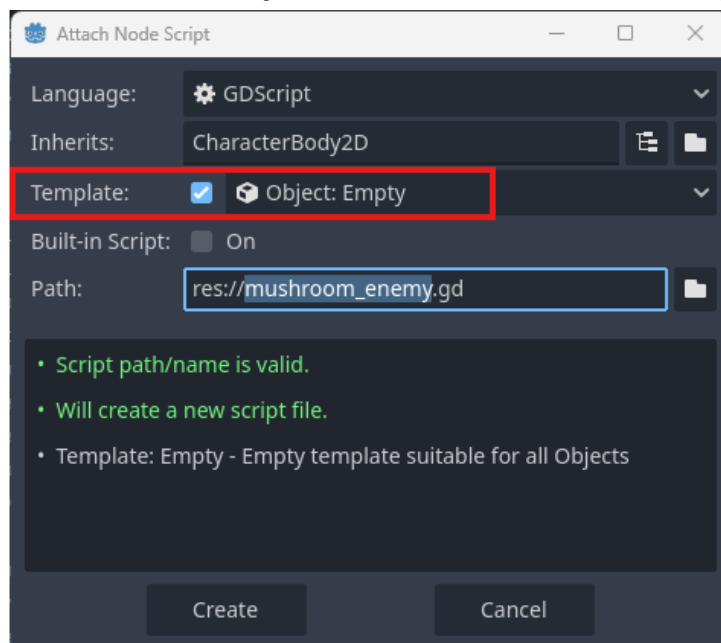 Attach Node Script
Language: GDScript
Inherits: CharacterBody2D
Template: Object: Empty
Built-in Script: On
Path: res://mushroom_enemy.gd
• Script path/name is valid.
• Will create a new script file.
• Template: Empty - Empty template suitable for all Objects
Create Cancel